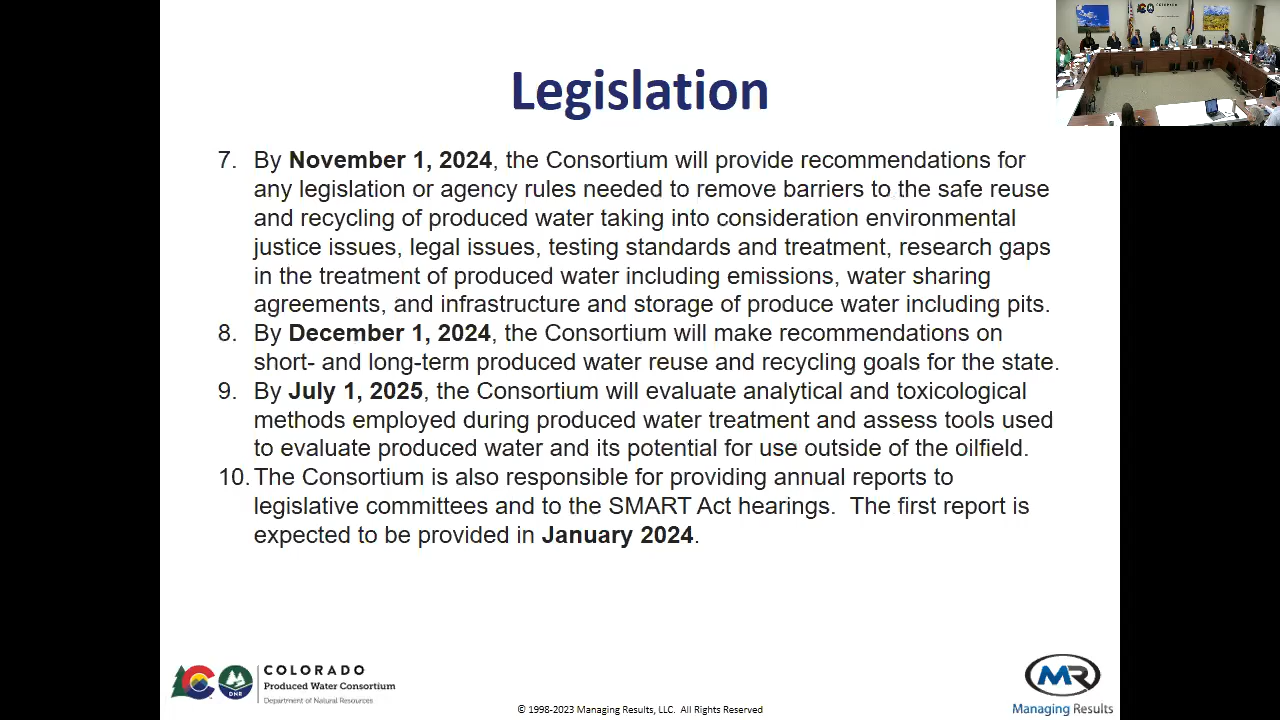 Legislation
7. By November 1, 2024, the Consortium will provide recommendations for
any legislation or agency rules needed to remove barriers to the safe reuse
and recycling of produced water taking into consideration environmental
justice issues, legal issues, testing standards and treatment, research gaps
in the treatment of produced water including emissions, water sharing
agreements, and infrastructure and storage of produce water including pits.
8. By December 1, 2024, the Consortium will make recommendations on
short- and long-term produced water reuse and recycling goals for the state.
9. By July 1, 2025, the Consortium will evaluate analytical and toxicological
methods employed during produced water treatment and assess tools used
to evaluate produced water and its potential for use outside of the oilfield.
10. The Consortium is also responsible for providing annual reports to
legislative committees and to the SMART Act hearings. The first report is
expected to be provided in January 2024.
DNR
COLORADO
Produced Water Consortium
Department of Natural Resources
© 1998-2023 Managing Results, LLC. All Rights Reserved
MR
Managing Results